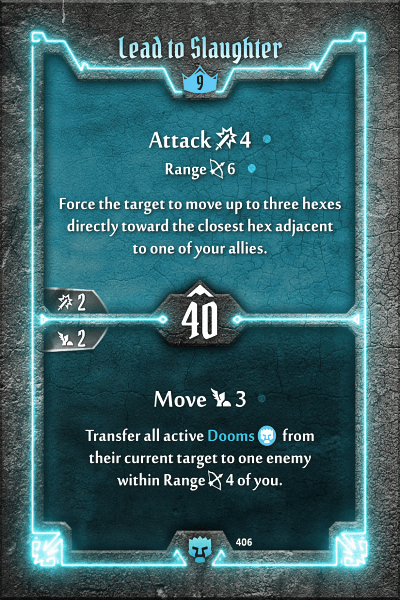 Lead to Slaughter
9
Attack 4
Range 6
Force the target to move up to three hexes
directly toward the closest hex adjacent
to one of your allies.
2
40
2
Move 3
Transfer all active Dooms from
their current target to one enemy
within Range 4 of you.
406